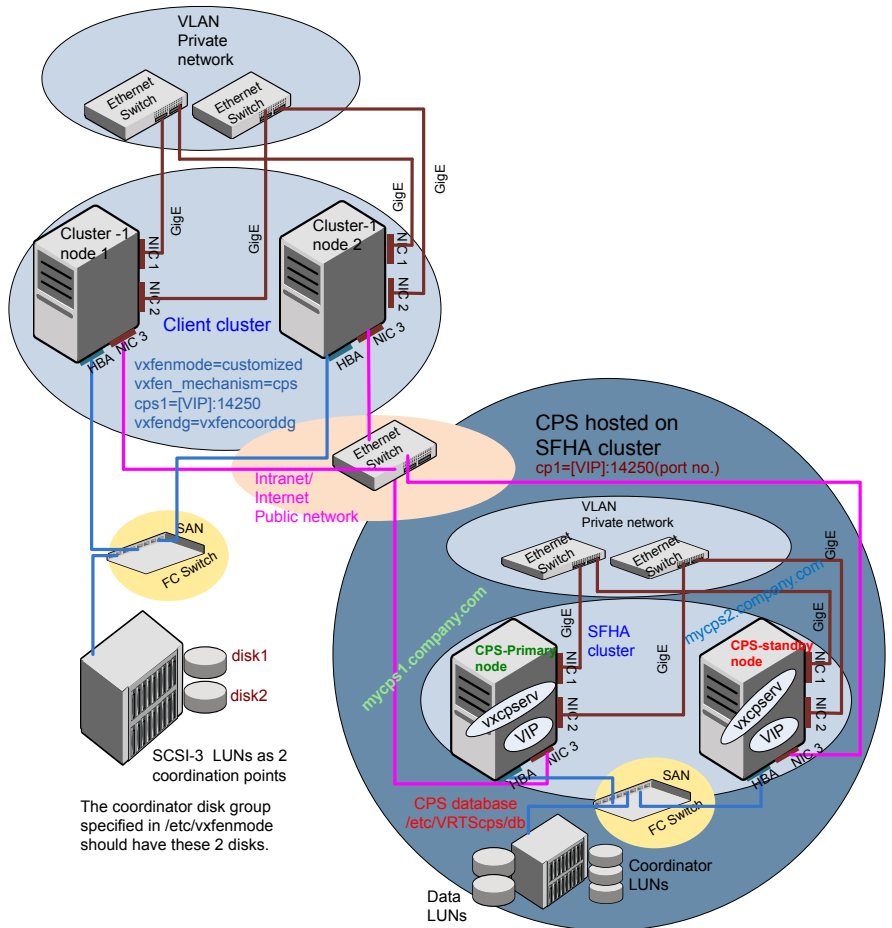 VLAN
Private
network
Ethernet
Switch
Ethernet
Switch
GigE
GigE
GigE
GigE
Cluster -1
node 1
NIC 1
NIC 2
HBA
NIC 3
Cluster-1
node 2
NIC 1
NIC 2
HBA
NIC 3
Client cluster
vxfenmode=customized
vxfen_mechanism=cps
cps1=[VIP]:14250
vxfendg=vxfencoorddg
Ethernet
Switch
Intranet/
Internet
Public network
SAN
FC Switch
disk1
disk2
SCSI-3 LUNs as 2
coordination points
The coordinator disk group
specified in /etc/vxfenmode
should have these 2 disks.
CPS hosted on
SFHA cluster
cp1=[VIP]:14250(port no.)
VLAN
Private network
Ethernet
Switch
Ethernet
Switch
GigE
GigE
GigE
GigE
mycps1.company.com
mycps2.company.com
SFHA
cluster
CPS-Primary
node
vxcpserv
VIP
NIC 1
NIC 2
HBA
NIC 3
CPS-standby
node
vxcpserv
VIP
NIC 1
NIC 2
HBA
NIC 3
SAN
FC Switch
CPS database
/etc/VRTScps/db
Data
LUNs
Coordinator
LUNs